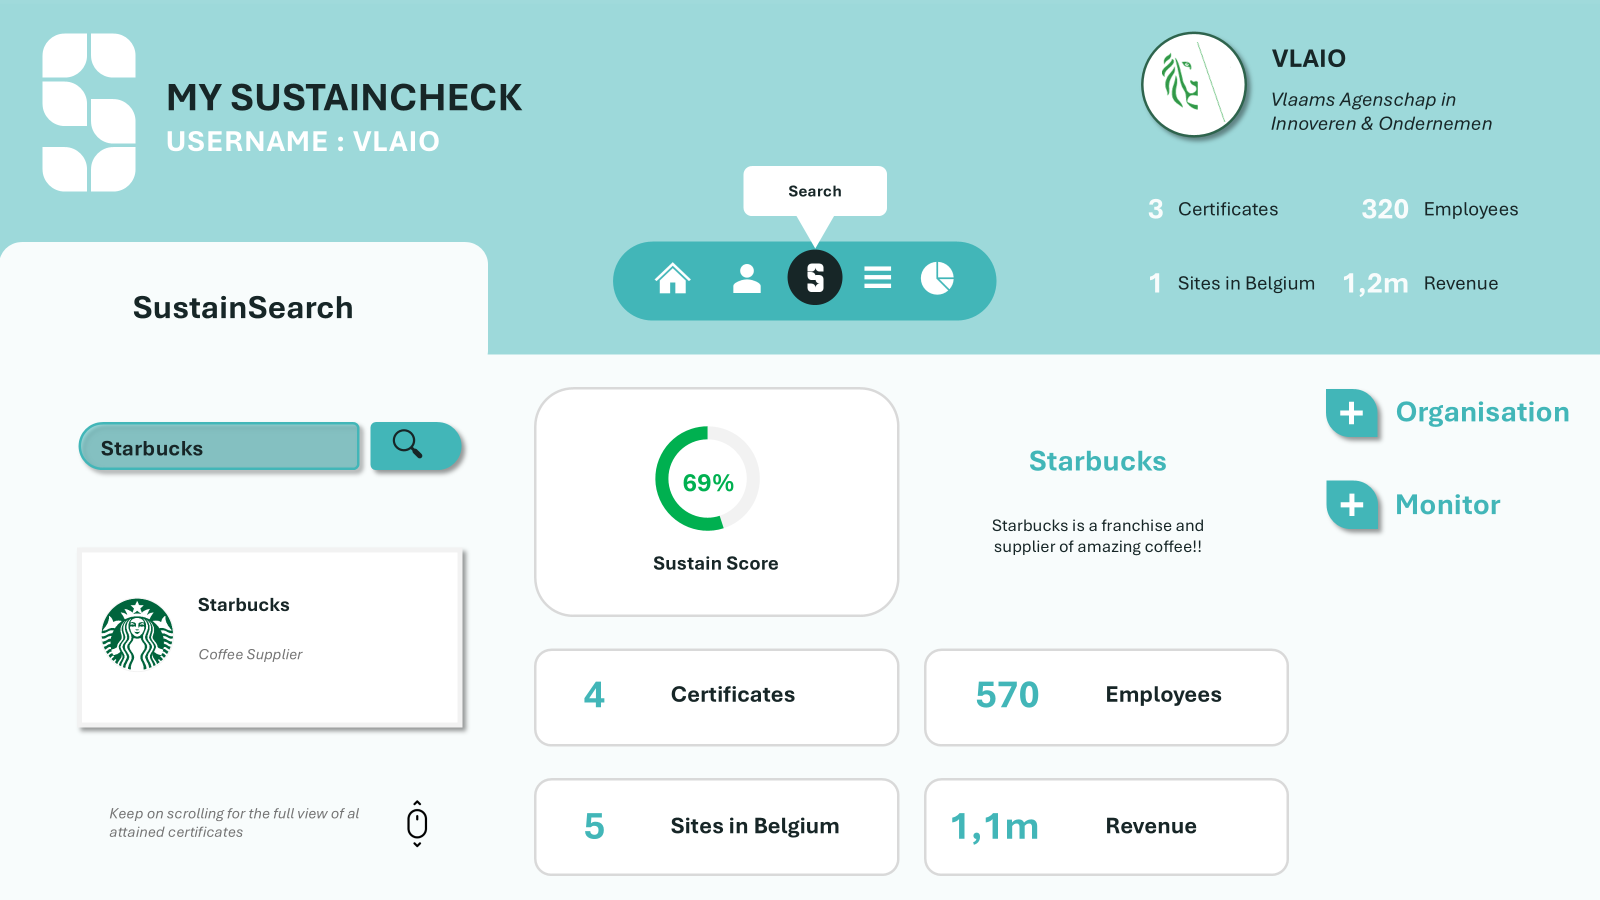 MY SUSTAINCHECK
USERNAME : VLAIO
VLAIO
Vlaams Agenschap in
Innoveren & Ondernemen
Search
3 Certificates
320 Employees
1 Sites in Belgium
1,2m Revenue
SustainSearch
Starbucks
Starbucks
Coffee Supplier
Keep on scrolling for the full view of al
attained certificates
69%
Sustain Score
Starbucks
Starbucks is a franchise and
supplier of amazing coffee!!
Organisation
Monitor
4 Certificates
570 Employees
5 Sites in Belgium
1,1m Revenue